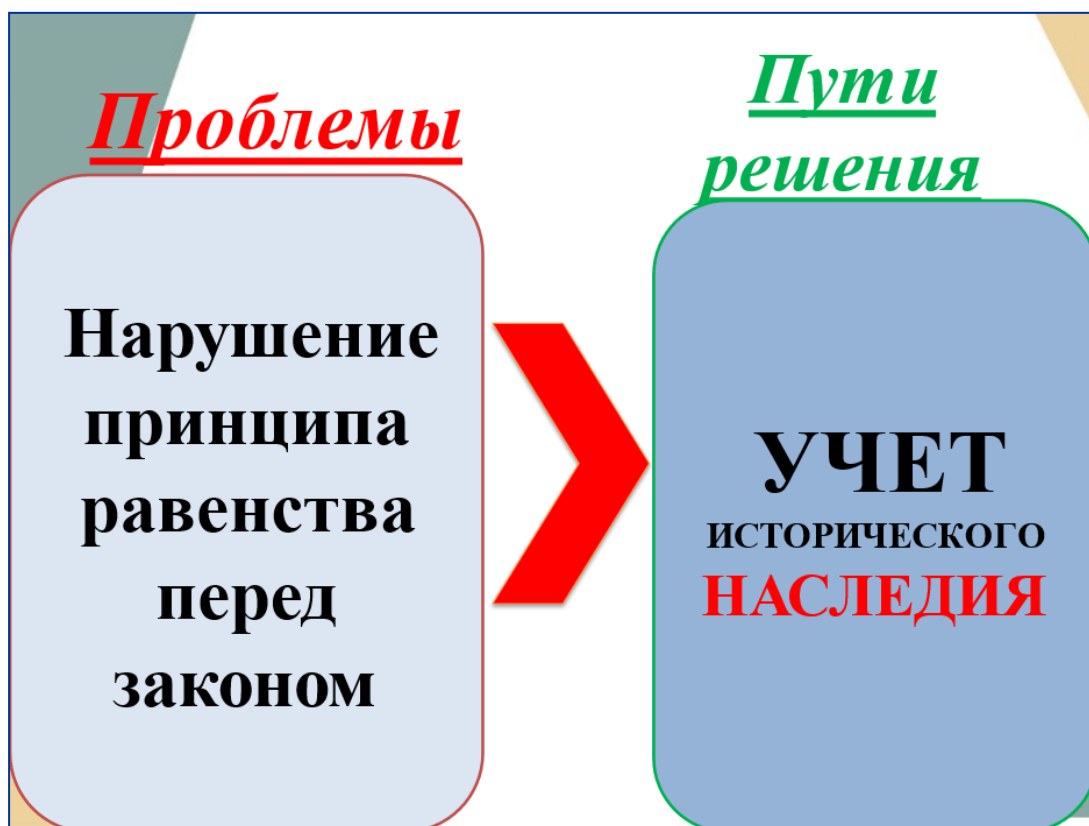 Проблемы
Нарушение
принципа
равенства
перед
законом
Пути
решения
УЧЕТ
ИСТОРИЧЕСКОГО
НАСЛЕДИЯ